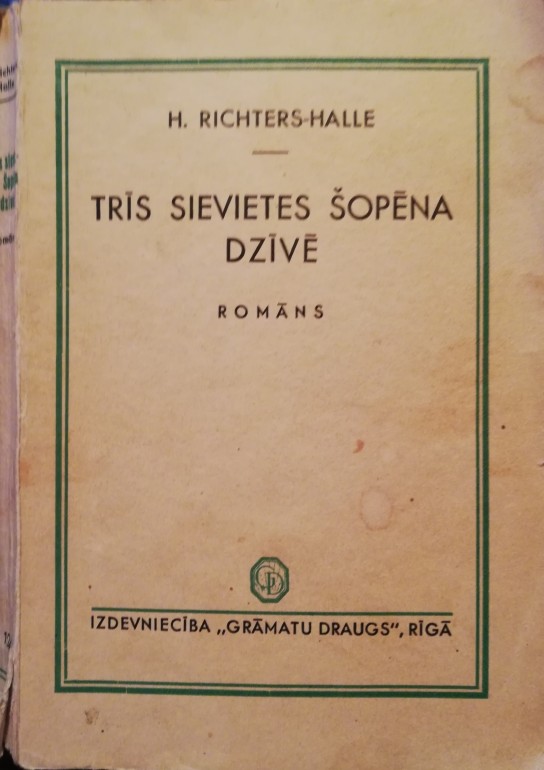 H. RICHTERS-HALLE
TRĪS SIEVIETES ŠOPĒNA
DZĪVĒ
ROMĀNS
IZDEVNIECĪBA „GRĀMATU DRAUGS“, RĪGĀ